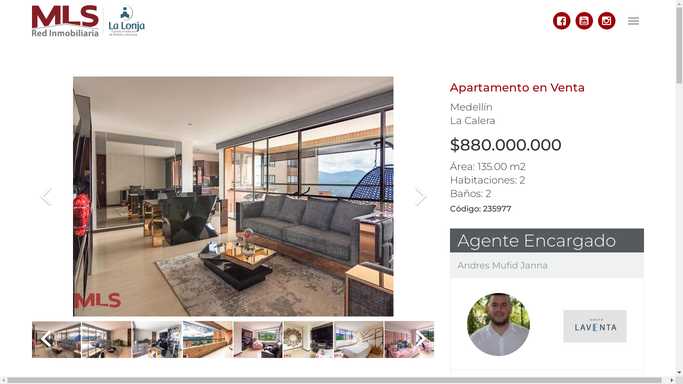 MLS
Red Inmobiliaria
La Lonja
Apartamento en Venta
Medellín
La Calera
$880.000.000
Área: 135.00 m2
Habitaciones: 2
Baños: 2
Código: 235977
Agente Encargado
Andres Mufid Janna
MLS
LAVENTA